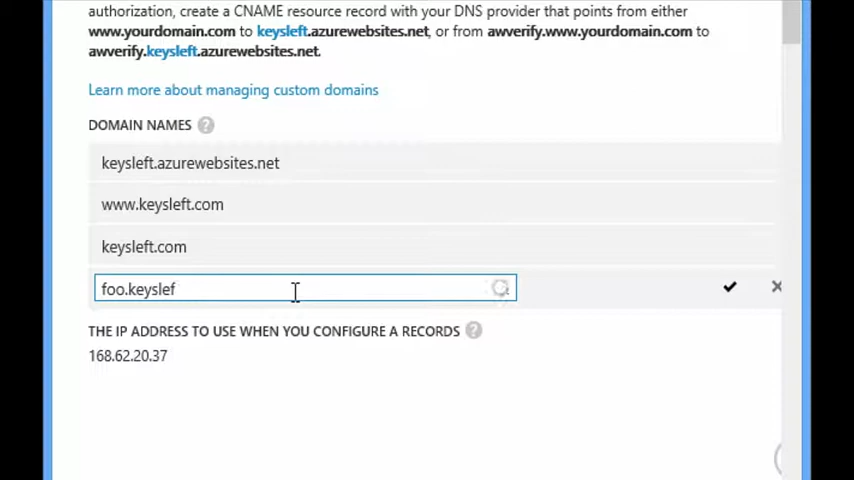 authorization, create a CNAME resource record with your DNS provider that points from either
www.yourdomain.com to keysleft.azurewebsites.net, or from awverify.www.yourdomain.com to
awverify.keysleft.azurewebsites.net.
Learn more about managing custom domains
DOMAIN NAMES ?
keysleft.azurewebsites.net
www.keysleft.com
keysleft.com
foo.keyslef
THE IP ADDRESS TO USE WHEN YOU CONFIGURE A RECORDS ?
168.62.20.37